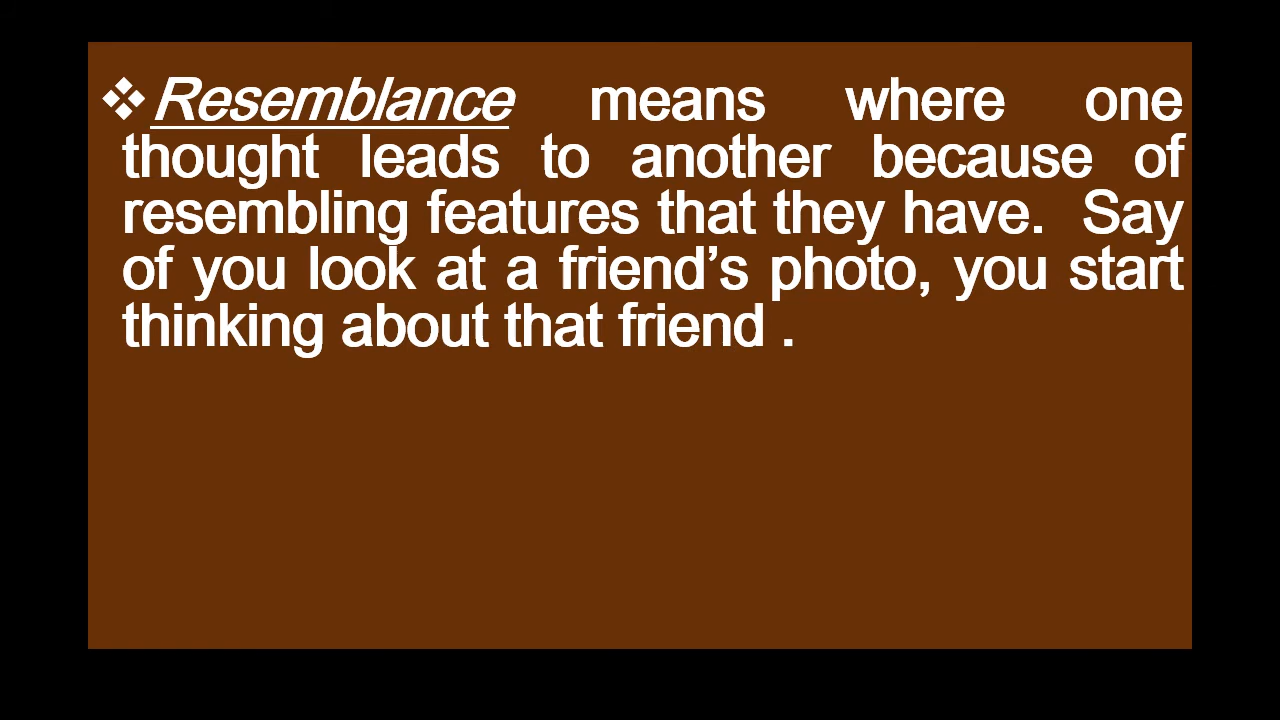 ❖Resemblance means where one
thought leads to another because of
resembling features that they have. Say
of you look at a friend’s photo, you start
thinking about that friend .